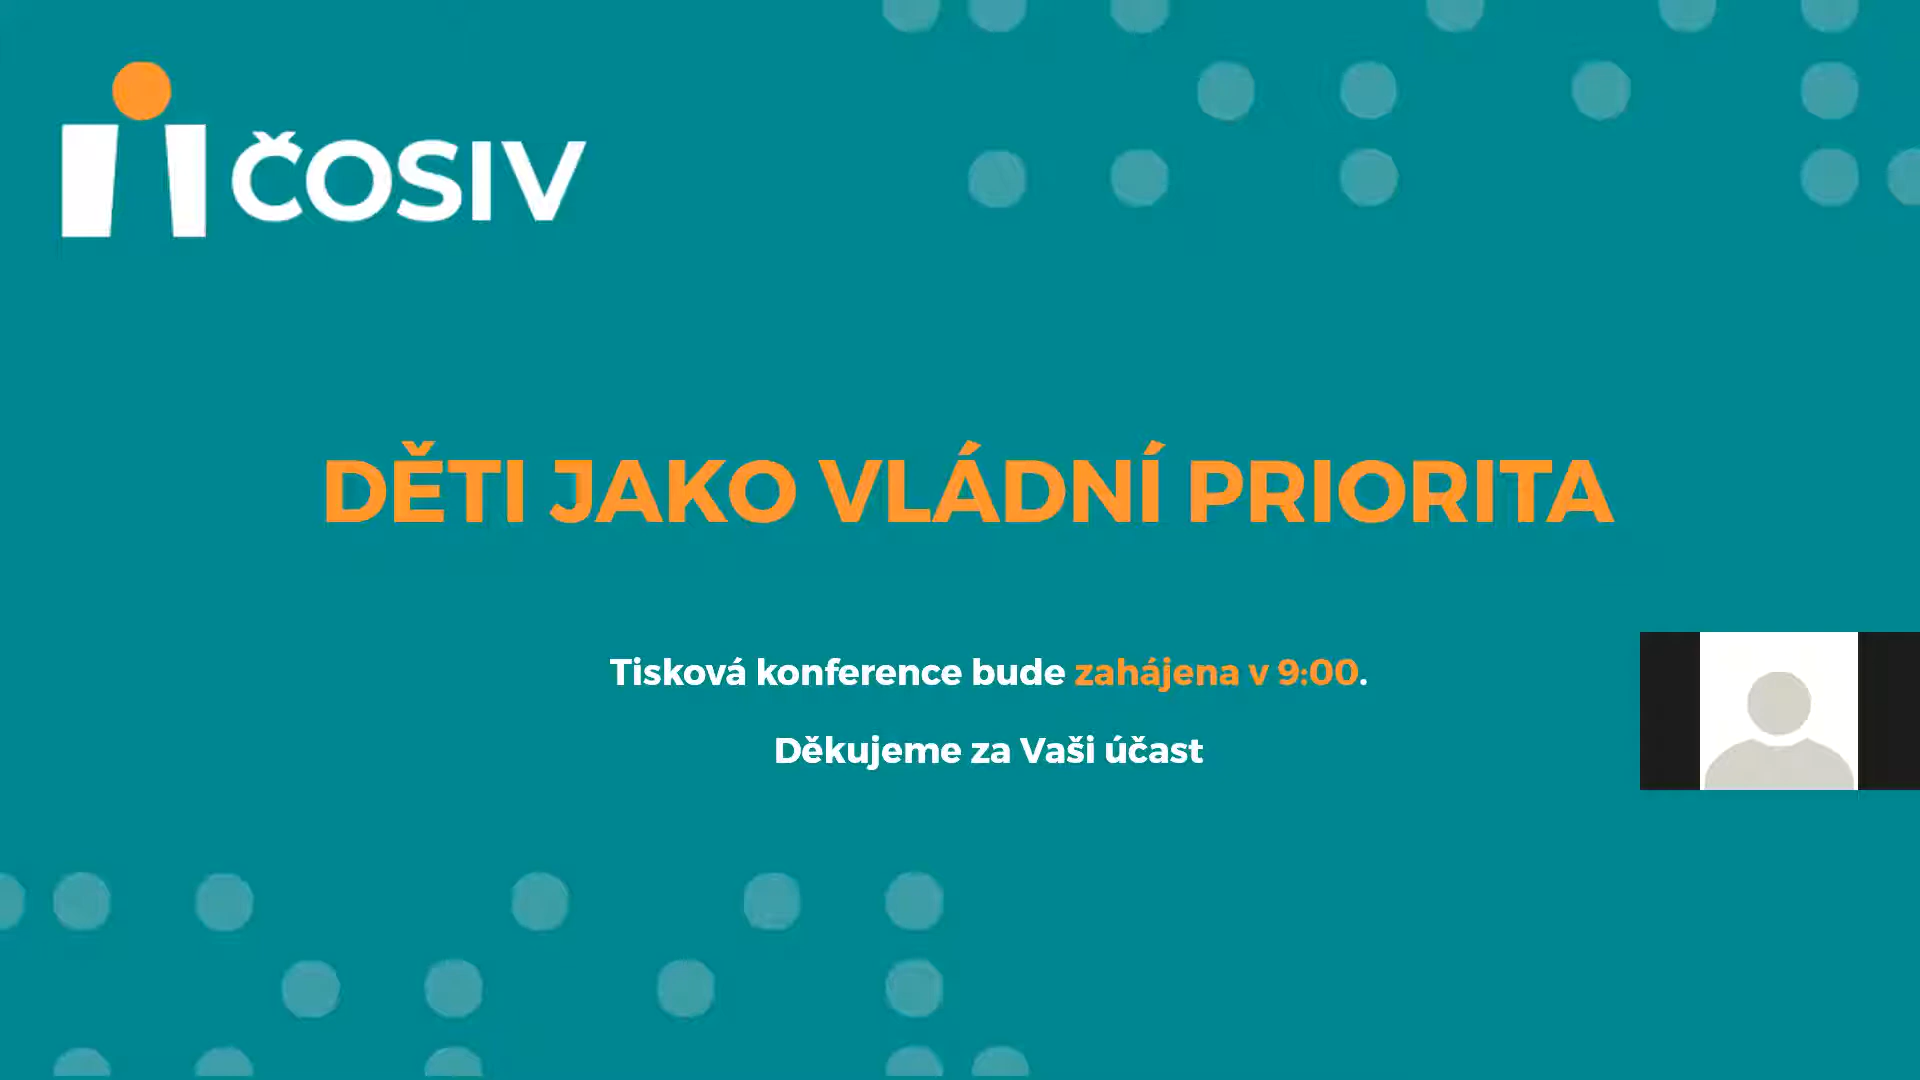 ČOSIV
DĚTI JAKO VLÁDNÍ PRIORITA
Tisková konference bude zahájena v 9:00.
Děkujeme za Vaši účast